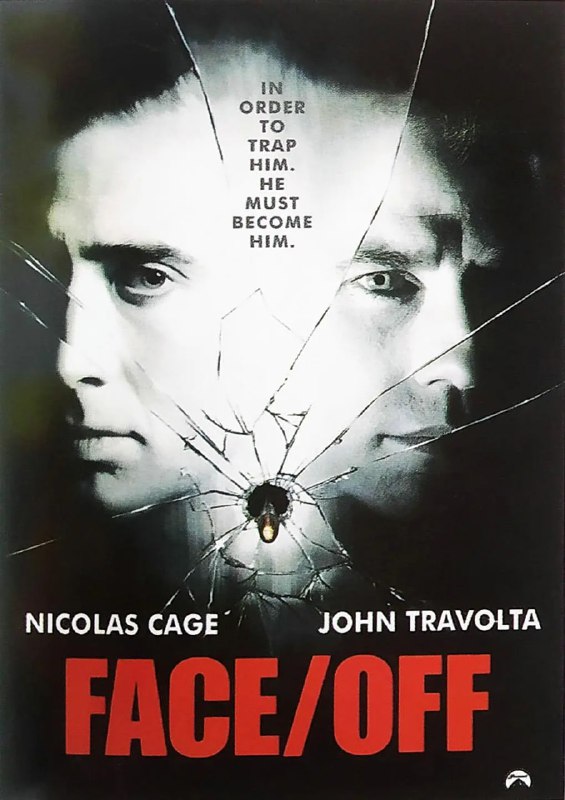 IN
ORDER
TO
TRAP
HIM.
HE
MUST
BECOME
HIM.
NICOLAS CAGE JOHN TRAVOLTA
FACE/OFF